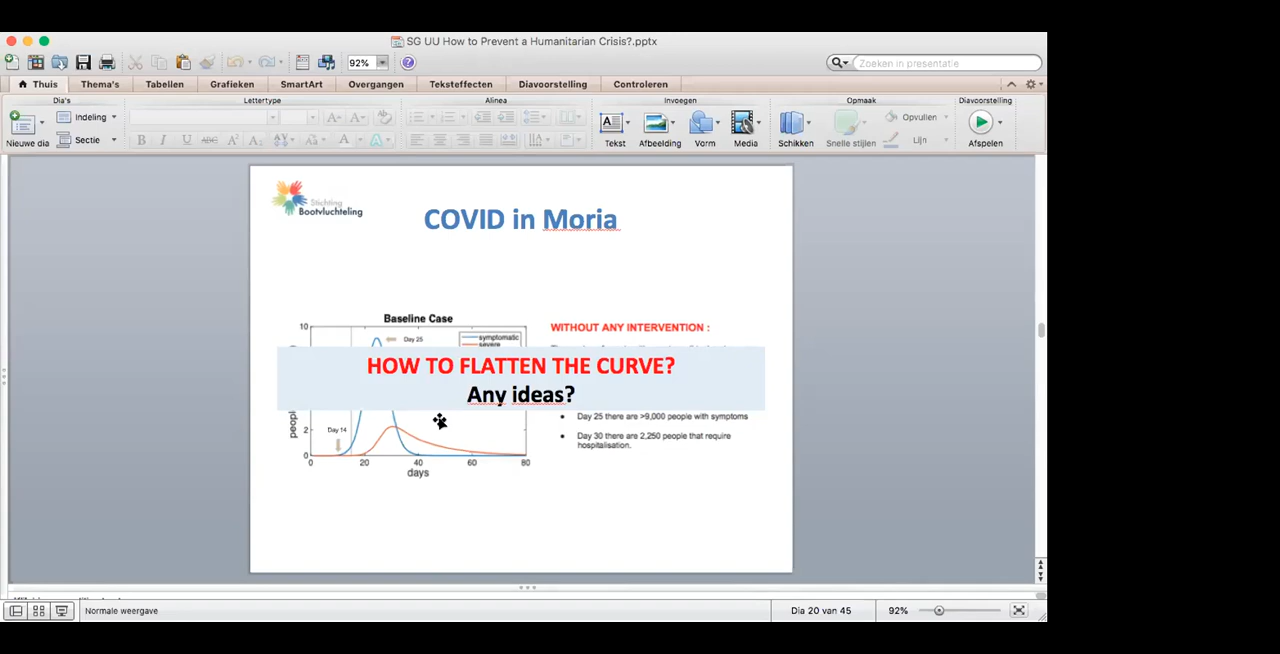 SG UU How to Prevent a Humanitarian Crisis?.pptx
92%
Zoeken in presentatie
Thuis Thema's Tabellen Grafieken SmartArt Overgangen Teksteffecten Diavoorstelling Controleren
Dia's Lettertype Alinea Invoegen Opmaak Diavoorstelling
Nieuwe dia
Indeling
Sectie
Tekst Afbeelding Vorm Media Schikken Snelle stijlen
Opvullen
Lijn
Afspelen
Stichting
Bootvluchteling
COVID in Moria
Baseline Case
10
Day 25
symptomatic
severe
WITHOUT ANY INTERVENTION :
HOW TO FLATTEN THE CURVE?
Any ideas?
Day 25 there are >9,000 people with symptoms
Day 14
2
Day 30 there are 2,250 people that require
hospitalisation.
0
0 20 40 60 80
days
Normale weergave
Dia 20 van 45
92%